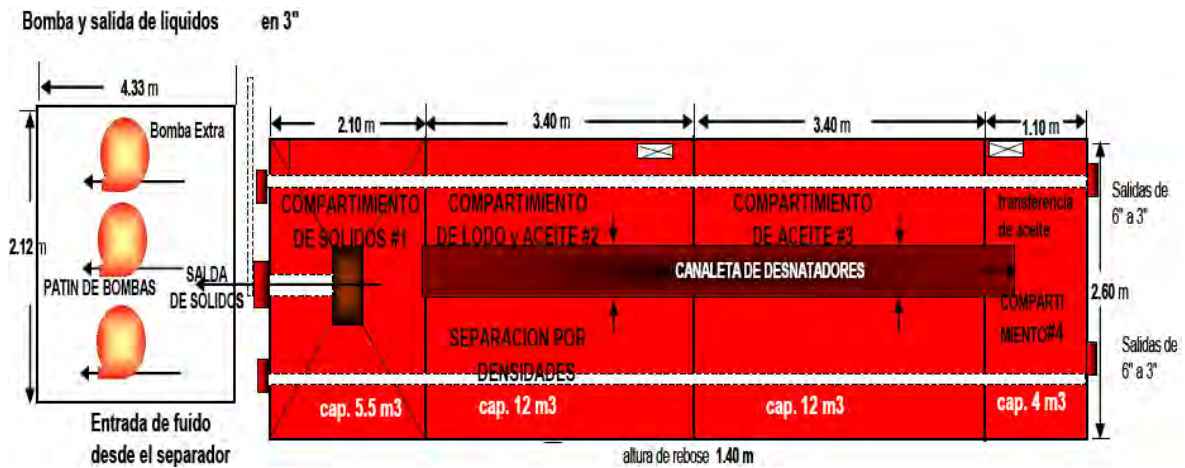 Bomba y salida de liquidos en 3"
4.33 m
Bomba Extra
2.12 m
PATIN DE BOMBAS
SALDA
DE SOLIDOS
Entrada de fuido
desde el separador
2.10 m
3.40 m
3.40 m
1.10 m
COMPARTIMIENTO
DE SOLIDOS #1
COMPARTIMIENTO
DE LODO y ACEITE #2
COMPARTIMIENTO
DE ACEITE #3
transferencia
de aceite
Salidas de
6" a 3"
CANALETA DE DESNATADORES
2.60 m
COMPARTI
MIENTO#4
SEPARACION POR
DENSIDADES
Salidas de
6" a 3"
cap. 5.5 m3
cap. 12 m3
cap. 12 m3
cap. 4 m3
altura de rebose 1.40 m